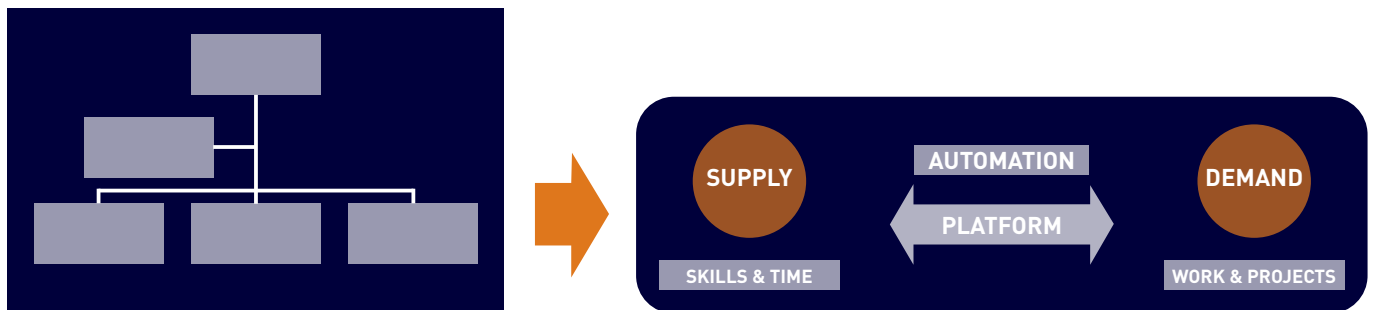 SUPPLY
AUTOMATION
DEMAND
PLATFORM
SKILLS & TIME
WORK & PROJECTS